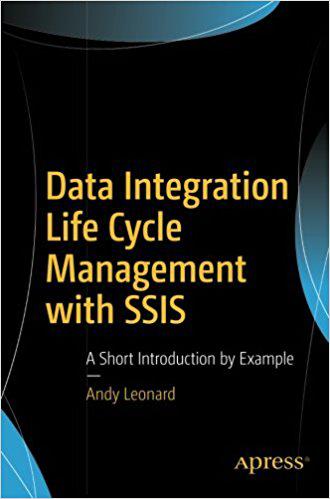 Data Integration
Life Cycle
Management
with SSIS
A Short Introduction by Example
Andy Leonard
Apress®